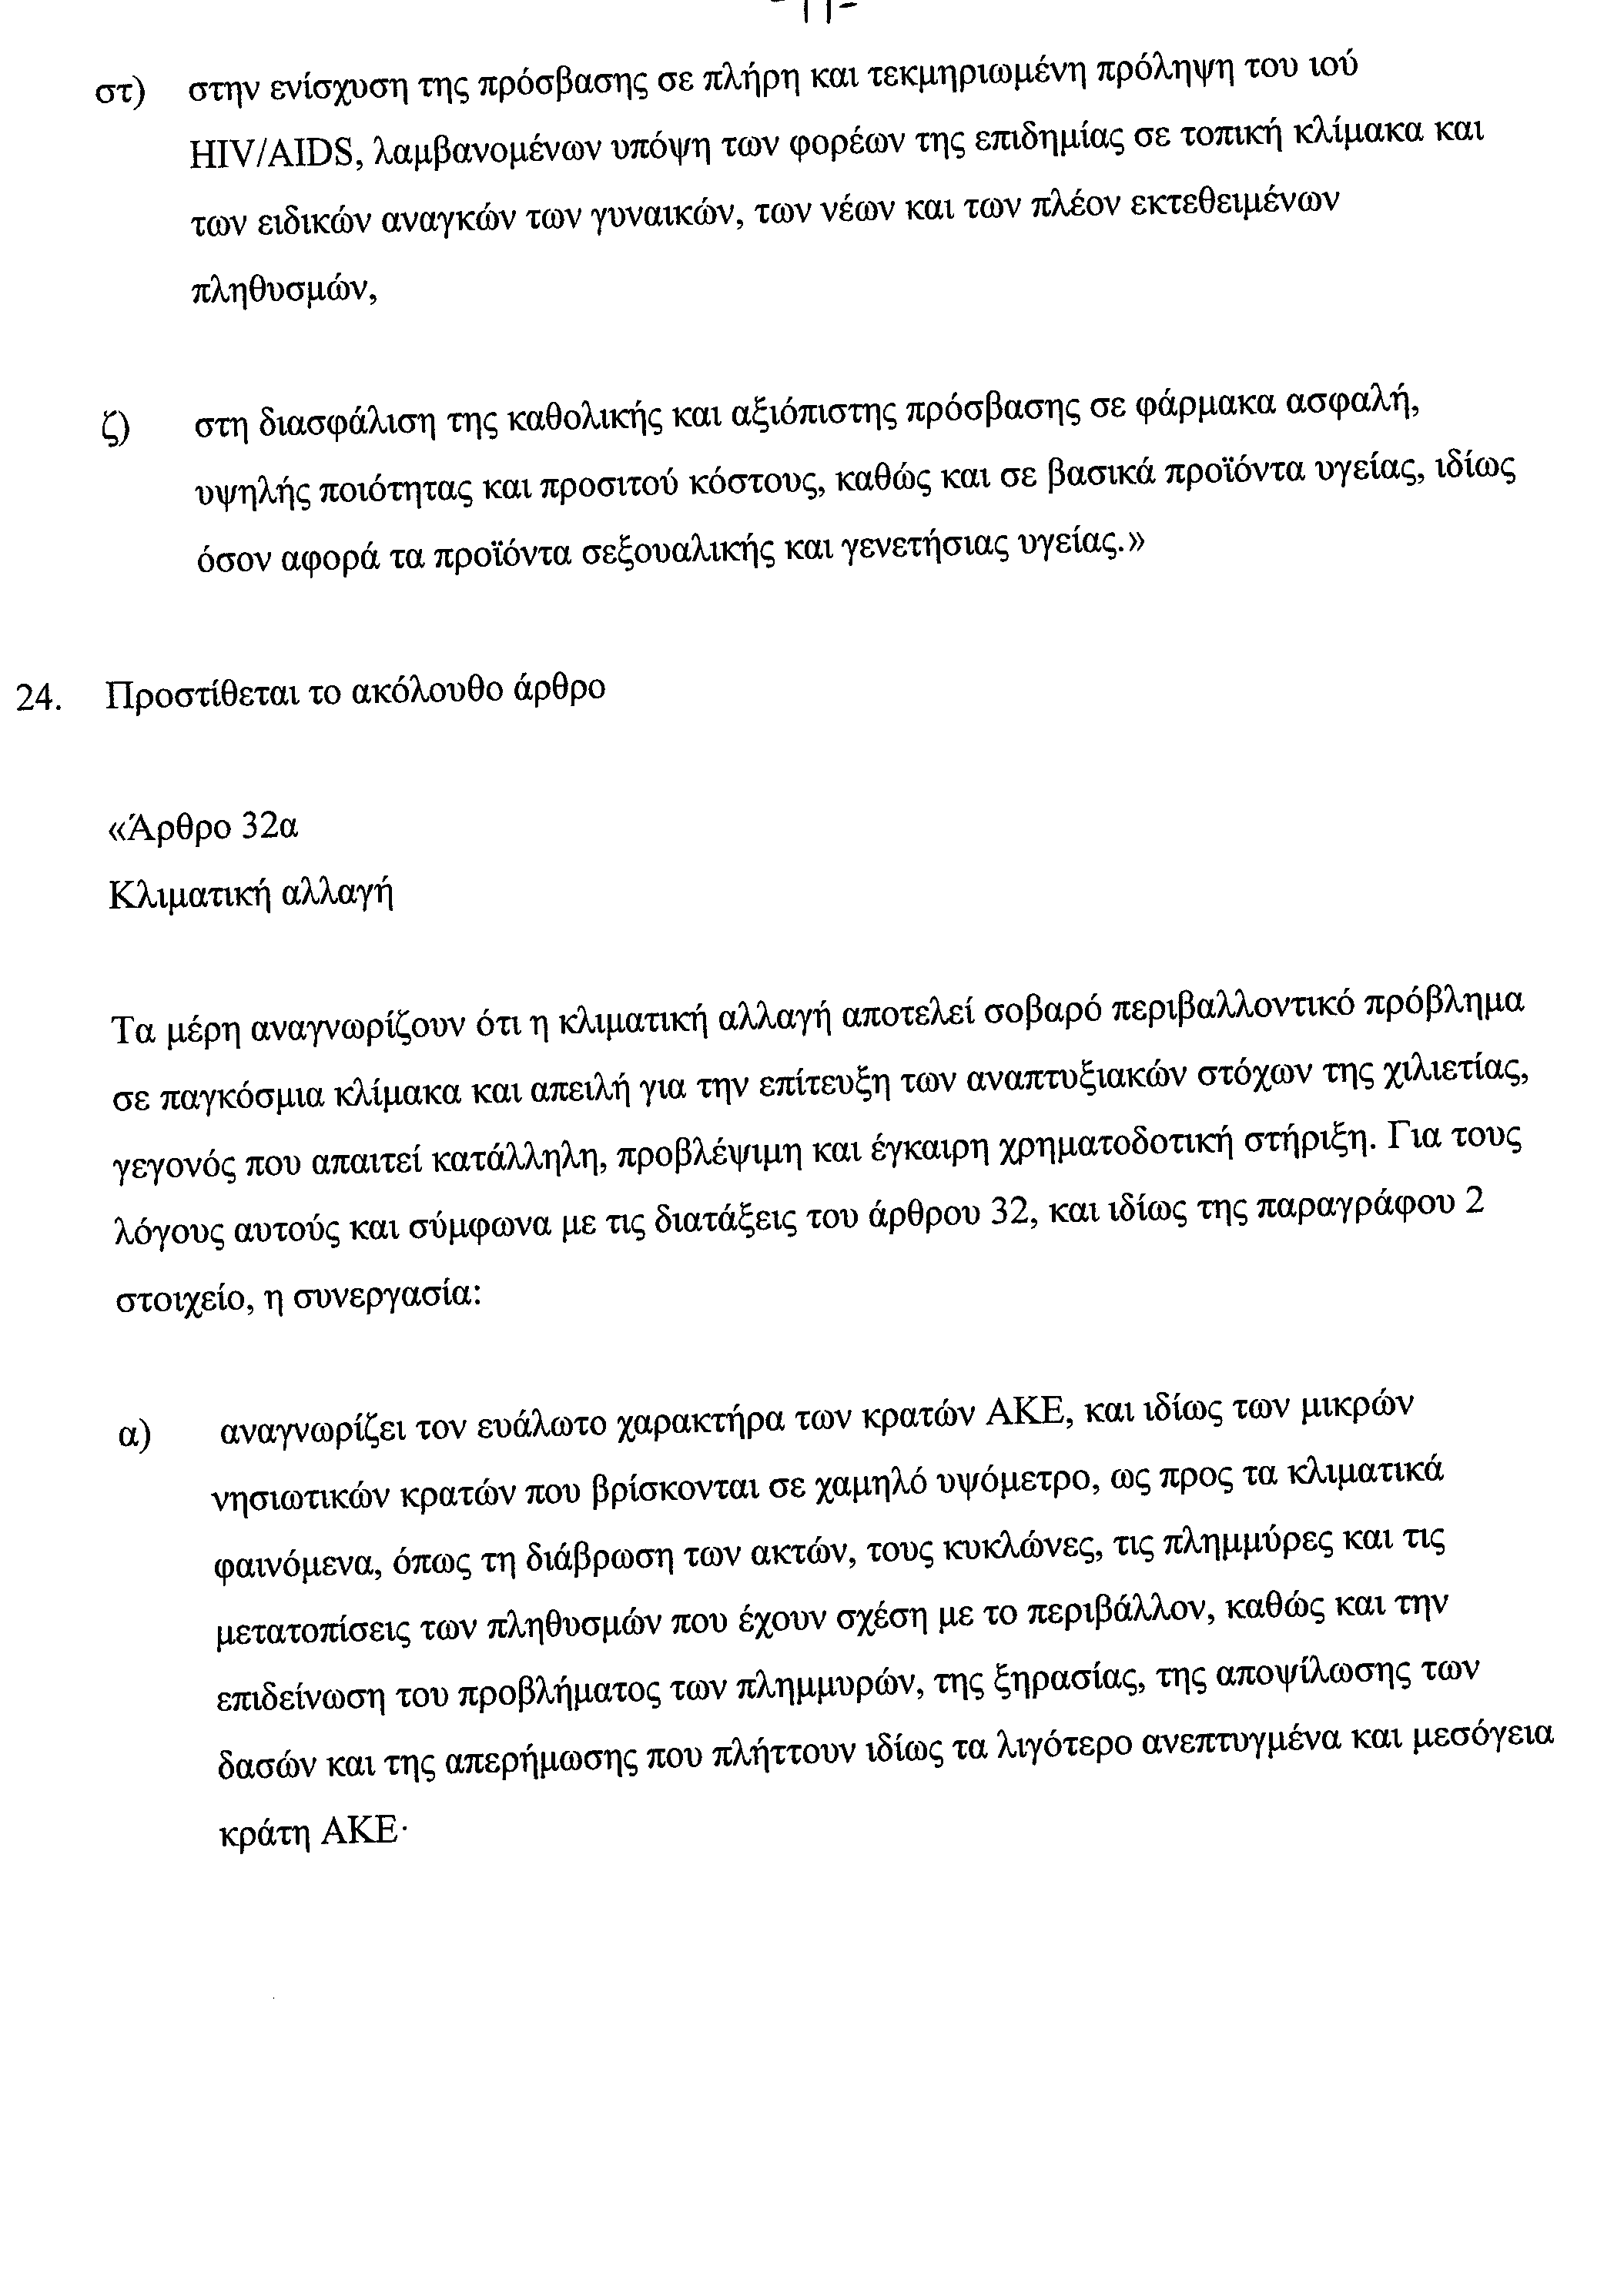 στ) στην ενίσχυση της πρόσβασης σε πλήρη και τεκμηριωμένη πρόληψη του ιού
HIV/AIDS, λαμβανομένων υπόψη των φορέων της επιδημίας σε τοπική κλίμακα και
των ειδικών αναγκών των γυναικών, των νέων και των πλέον εκτεθειμένων
πληθυσμών,
ζ) στη διασφάλιση της καθολικής και αξιόπιστης πρόσβασης σε φάρμακα ασφαλή,
υψηλής ποιότητας και προσιτού κόστους, καθώς και σε βασικά προϊόντα υγείας, ιδίως
όσον αφορά τα προϊόντα σεξουαλικής και γενετήσιας υγείας.»
24. Προστίθεται το ακόλουθο άρθρο
«Άρθρο 32α
Κλιματική αλλαγή
Τα μέρη αναγνωρίζουν ότι η κλιματική αλλαγή αποτελεί σοβαρό περιβαλλοντικό πρόβλημα
σε παγκόσμια κλίμακα και απειλή για την επίτευξη των αναπτυξιακών στόχων της χιλιετίας,
γεγονός που απαιτεί κατάλληλη, προβλέψιμη και έγκαιρη χρηματοδοτική στήριξη. Για τους
λόγους αυτούς και σύμφωνα με τις διατάξεις του άρθρου 32, και ιδίως της παραγράφου 2
στοιχείο, η συνεργασία:
α) αναγνωρίζει τον ευάλωτο χαρακτήρα των κρατών ΑΚΕ, και ιδίως των μικρών
νησιωτικών κρατών που βρίσκονται σε χαμηλό υψόμετρο, ως προς τα κλιματικά
φαινόμενα, όπως τη διάβρωση των ακτών, τους κυκλώνες, τις πλημμύρες και τις
μετατοπίσεις των πληθυσμών που έχουν σχέση με το περιβάλλον, καθώς και την
επιδείνωση του προβλήματος των πλημμυρών, της ξηρασίας, της αποψίλωσης των
δασών και της απερήμωσης που πλήττουν ιδίως τα λιγότερο ανεπτυγμένα και μεσόγεια
κράτη ΑΚΕ·